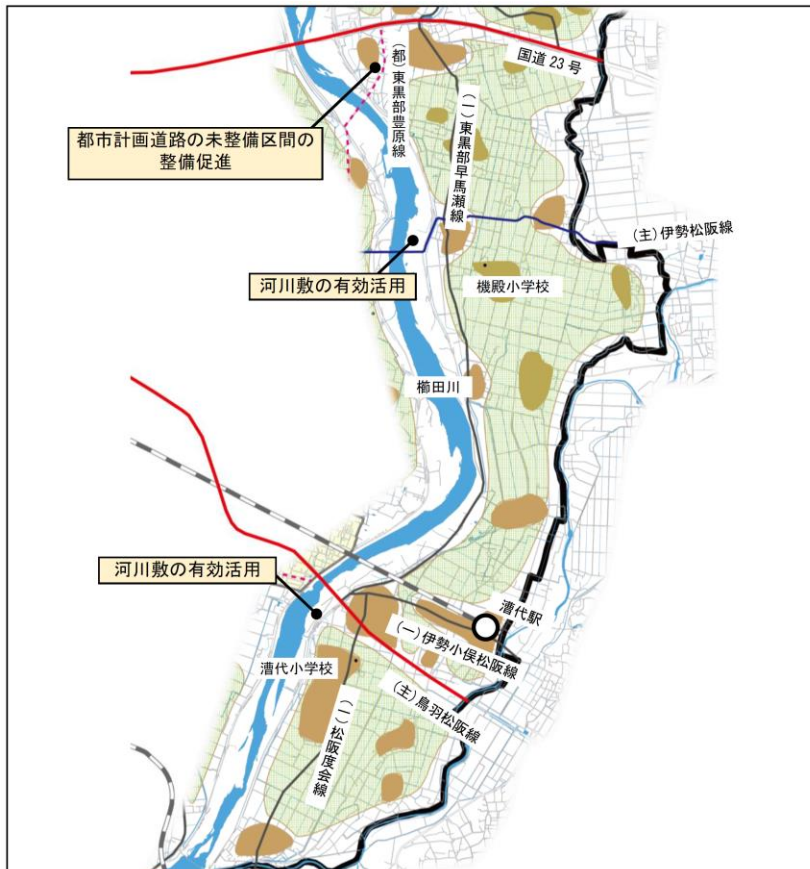 国道23号
(都)東黒部豊原線
都市計画道路の未整備区間の
整備促進
(一)東黒部早馬瀬線
(主)伊勢松阪線
河川敷の有効活用
機殿小学校
櫛田川
河川敷の有効活用
漕代駅
(一)伊勢小俣松阪線
漕代小学校
(主)鳥羽松阪線
(一)松阪度会線